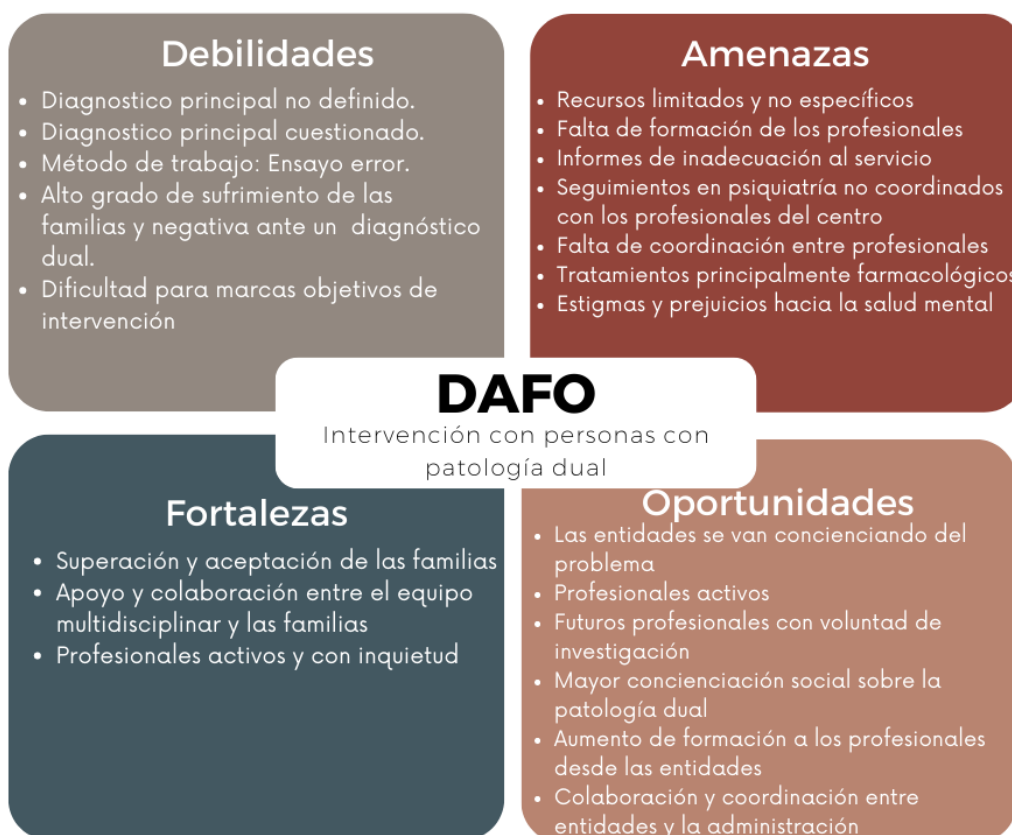 Debilidades
• Diagnostico principal no definido.
• Diagnostico principal cuestionado.
• Método de trabajo: Ensayo error.
• Alto grado de sufrimiento de las
familias y negativa ante un diagnóstico
dual.
• Dificultad para marcas objetivos de
intervención
Amenazas
• Recursos limitados y no específicos
• Falta de formación de los profesionales
• Informes de inadecuación al servicio
• Seguimientos en psiquiatría no coordinados
con los profesionales del centro
• Falta de coordinación entre profesionales
• Tratamientos principalmente farmacológicos
• Estigmas y prejuicios hacia la salud mental
DAFO
Intervención con personas con
patología dual
Fortalezas
• Superación y aceptación de las familias
• Apoyo y colaboración entre el equipo
multidisciplinar y las familias
• Profesionales activos y con inquietud
Oportunidades
• Las entidades se van concienciando del
problema
• Profesionales activos
• Futuros profesionales con voluntad de
investigación
• Mayor concienciación social sobre la
patología dual
• Aumento de formación a los profesionales
desde las entidades
• Colaboración y coordinación entre
entidades y la administración